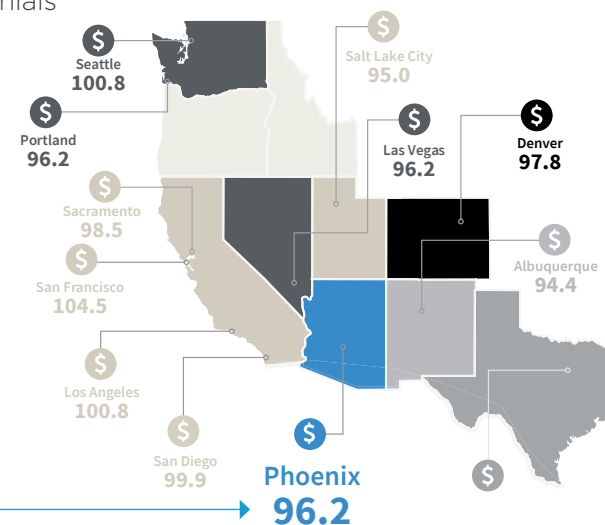 nials
$
Seattle
100.8
$
Salt Lake City
95.0
$
Portland
96.2
$
Las Vegas
96.2
$
Denver
97.8
$
Sacramento
98.5
$
San Francisco
104.5
$
Albuquerque
94.4
$
Los Angeles
100.8
$
San Diego
99.9
$
Phoenix
96.2
$